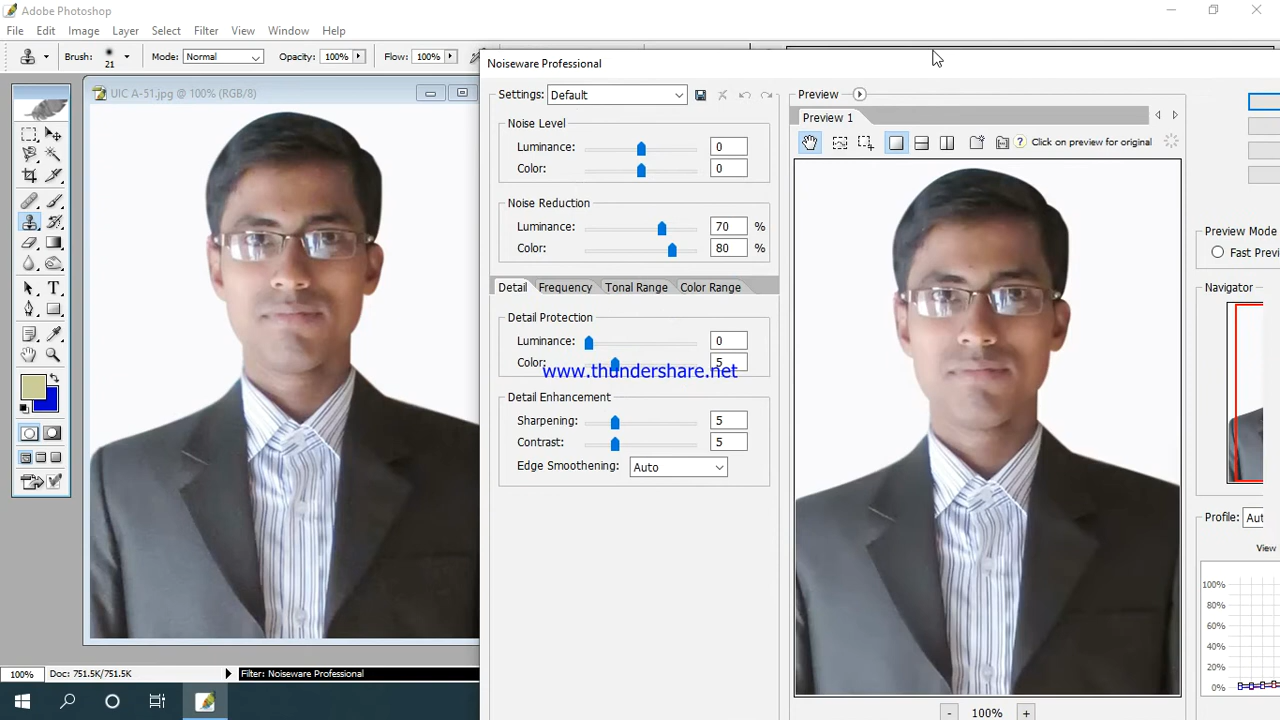 Adobe Photoshop
File Edit Image Layer Select Filter View Window Help
Brush: 21 Mode: Normal Opacity: 100% Flow: 100%
UIC A-51.jpg @ 100% (RGB/8)
Noiseware Professional
Settings: Default
Noise Level
Luminance: 0
Color: 0
Noise Reduction
Luminance: 70 %
Color: 80 %
Detail Frequency Tonal Range Color Range
Detail Protection
Luminance: 0
Color: 5
www.thundershare.net
Detail Enhancement
Sharpening: 5
Contrast: 5
Edge Smoothening: Auto
Preview
Preview 1
? Click on preview for original
100%
Preview Mode
Fast Previ
Navigator
Profile: Aut
View
100%
80%
60%
40%
20%
0%
100% Doc: 751.5K/751.5K Filter: Noiseware Professional